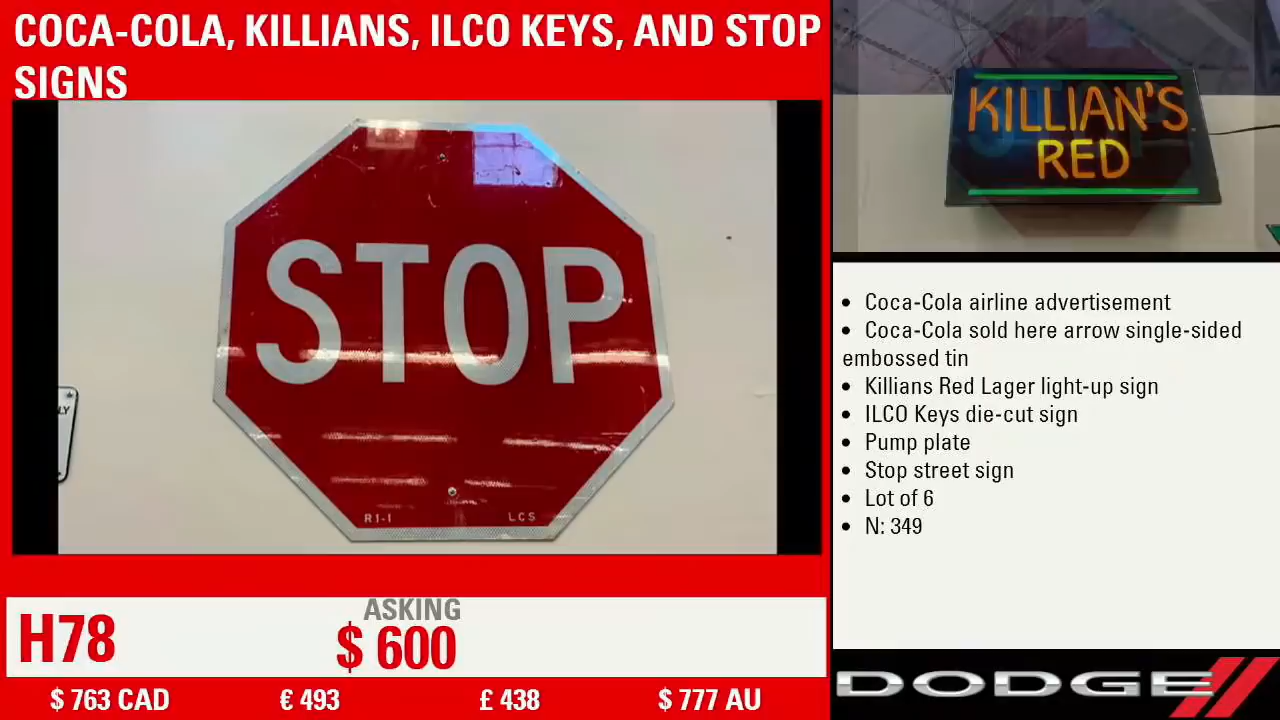 COCA-COLA, KILLIANS, ILCO KEYS, AND STOP
SIGNS
STOP
R1-1 LCS
LY
KILLIAN'S
RED
• Coca-Cola airline advertisement
• Coca-Cola sold here arrow single-sided
embossed tin
• Killians Red Lager light-up sign
• ILCO Keys die-cut sign
• Pump plate
• Stop street sign
• Lot of 6
• N: 349
H78
ASKING
$ 600
$ 763 CAD € 493 £ 438 $ 777 AU
DODGE